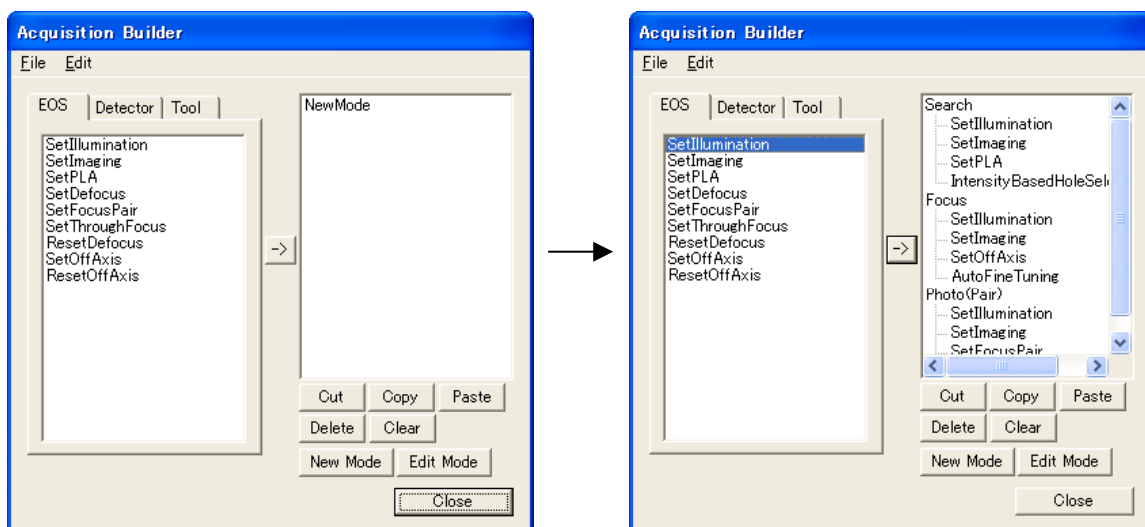 Acquisition Builder
File Edit
EOS Detector Tool
SetIllumination
SetImaging
SetPLA
SetDefocus
SetFocusPair
SetThroughFocus
ResetDefocus
SetOffAxis
ResetOffAxis
->
NewMode
Cut Copy Paste
Delete Clear
New Mode Edit Mode
Close
Acquisition Builder
File Edit
EOS Detector Tool
SetIllumination
SetImaging
SetPLA
SetDefocus
SetFocusPair
SetThroughFocus
ResetDefocus
SetOffAxis
ResetOffAxis
->
Search
SetIllumination
SetImaging
SetPLA
IntensityBasedHoleSele
Focus
SetIllumination
SetImaging
SetOffAxis
AutoFineTuning
Photo(Pair)
SetIllumination
SetImaging
SetFocusPair
Cut Copy Paste
Delete Clear
New Mode Edit Mode
Close